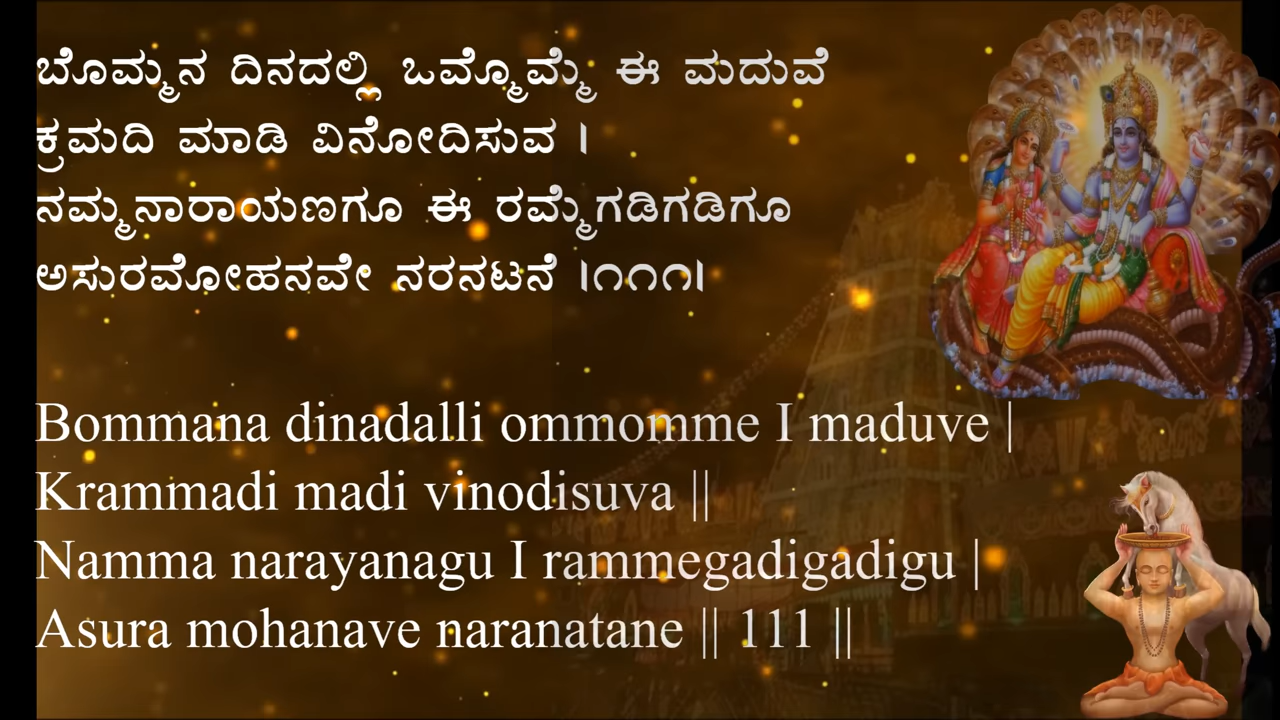 ಬೊಮ್ಮನ ದಿನದಲ್ಲಿ ಒಮ್ಮೊಮ್ಮೆ ಈ ಮದುವೆ
ಕ್ರಮದಿ ಮಾಡಿ ವಿನೋದಿಸುವ ।
ನಮ್ಮನಾರಾಯಣಗೂ ಈ ರಮ್ಮೆಗಡಿಗಡಿಗೂ
ಅಸುರಮೋಹನವೇ ನರನಟನೆ ।೧೧೧।
Bommana dinadalli ommomme I maduve |
Krammadi madi vinodisuva ||
Namma narayanagu I rammegadigadigu |
Asura mohanave naranatane || 111 ||